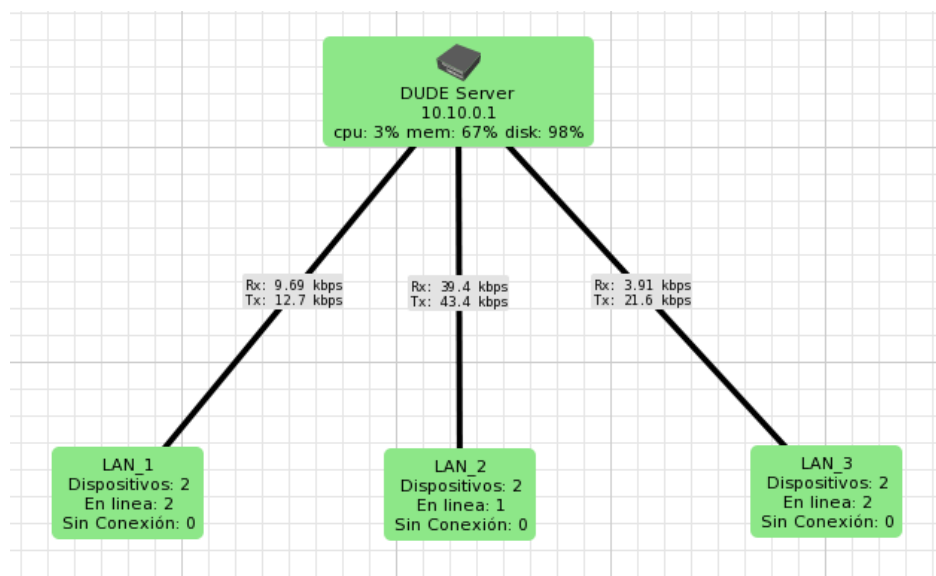 DUDE Server
10.10.0.1
cpu: 3% mem: 67% disk: 98%
Rx: 9.69 kbps
Tx: 12.7 kbps
Rx: 39.4 kbps
Tx: 43.4 kbps
Rx: 3.91 kbps
Tx: 21.6 kbps
LAN_1
Dispositivos: 2
En linea: 2
Sin Conexión: 0
LAN_2
Dispositivos: 2
En linea: 1
Sin Conexión: 0
LAN_3
Dispositivos: 2
En linea: 2
Sin Conexión: 0